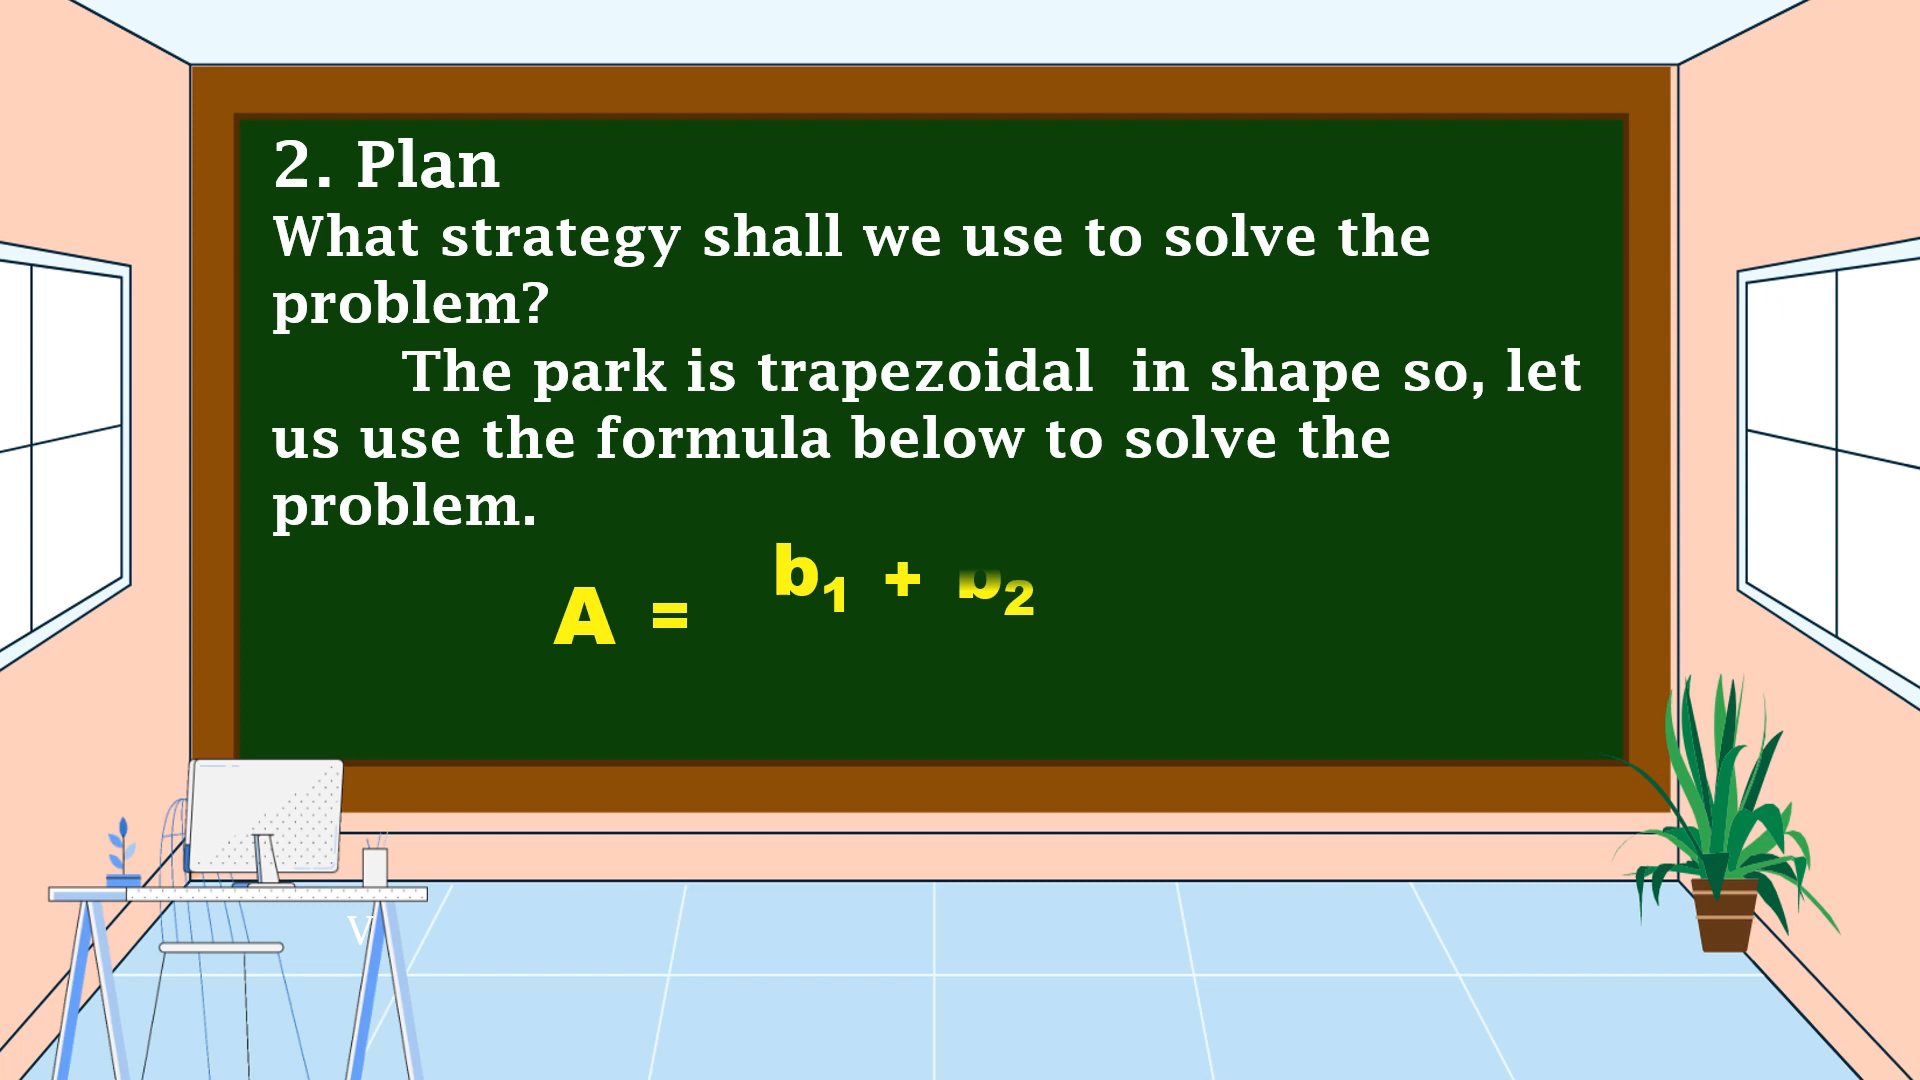 2. Plan
What strategy shall we use to solve the
problem?
The park is trapezoidal in shape so, let
us use the formula below to solve the
problem.
A = b₁ + b₂
V